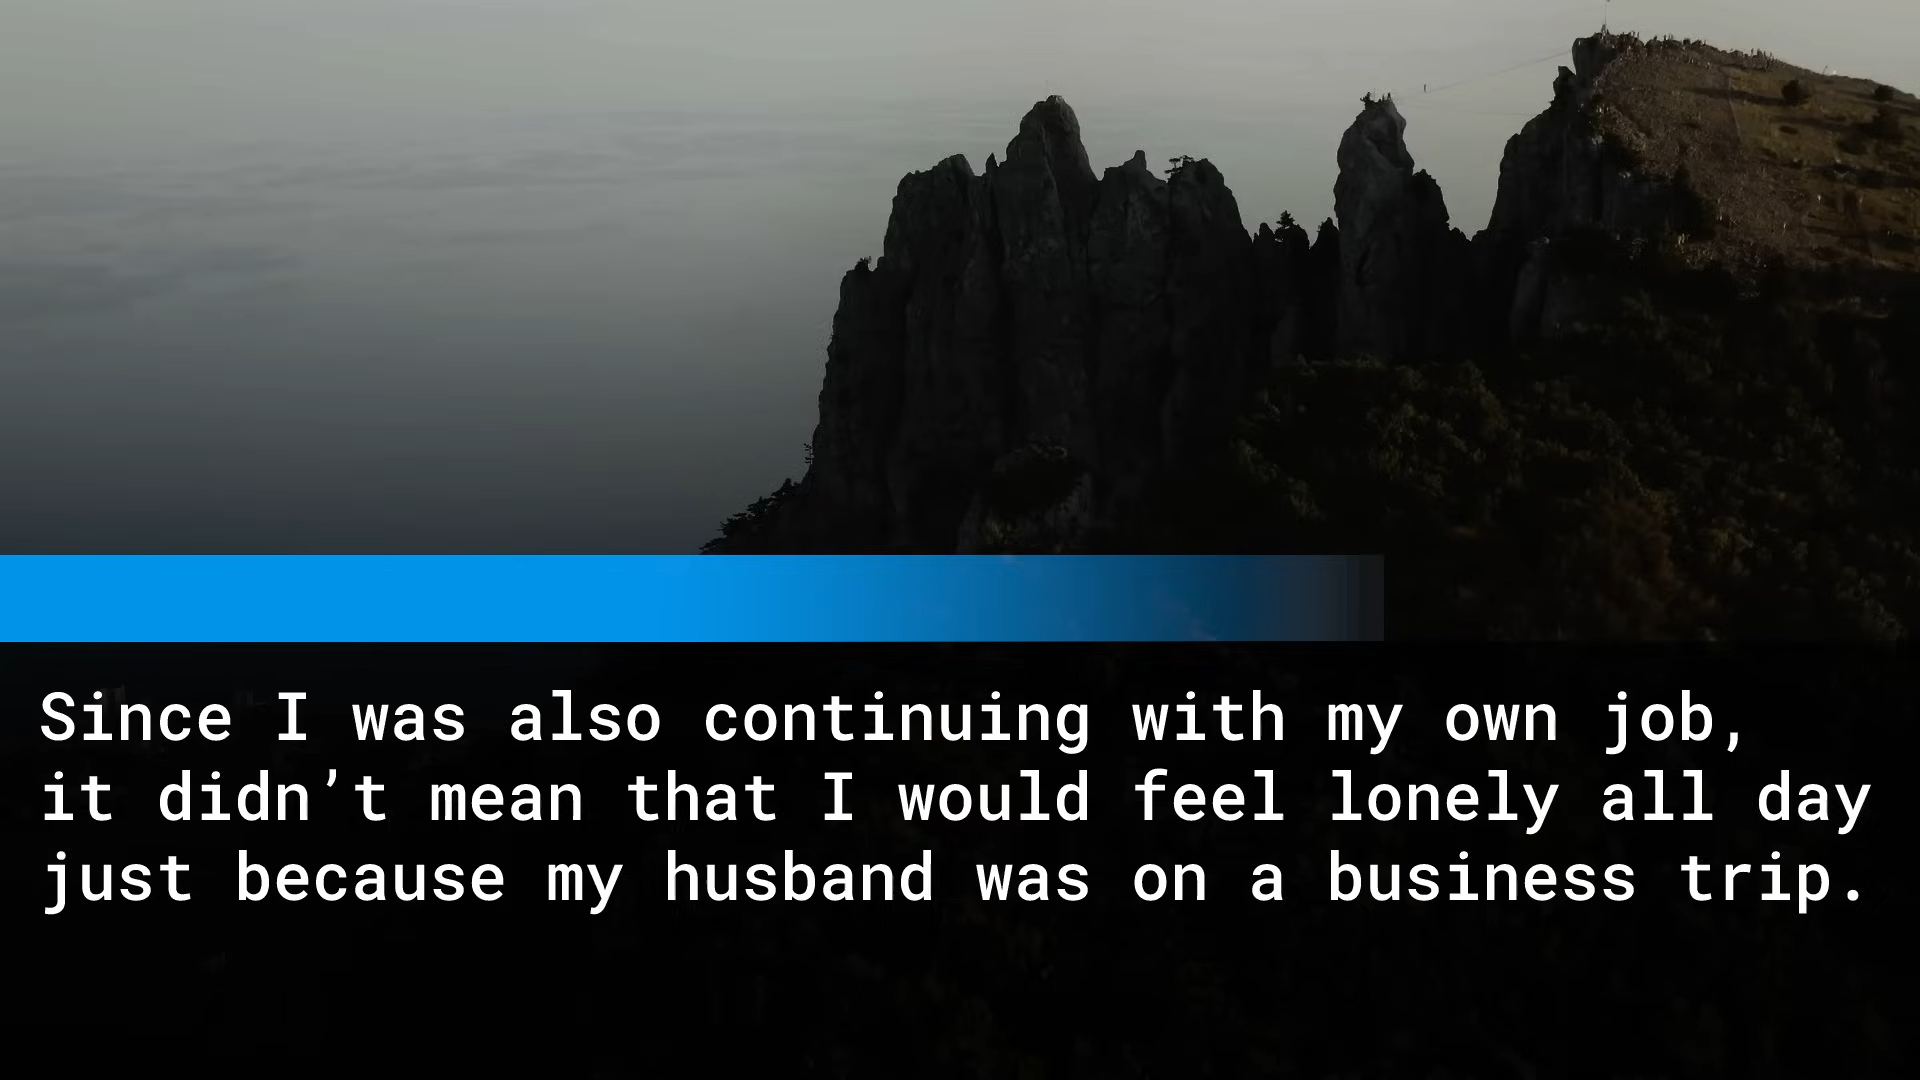 Since I was also continuing with my own job,
it didn’t mean that I would feel lonely all day
just because my husband was on a business trip.